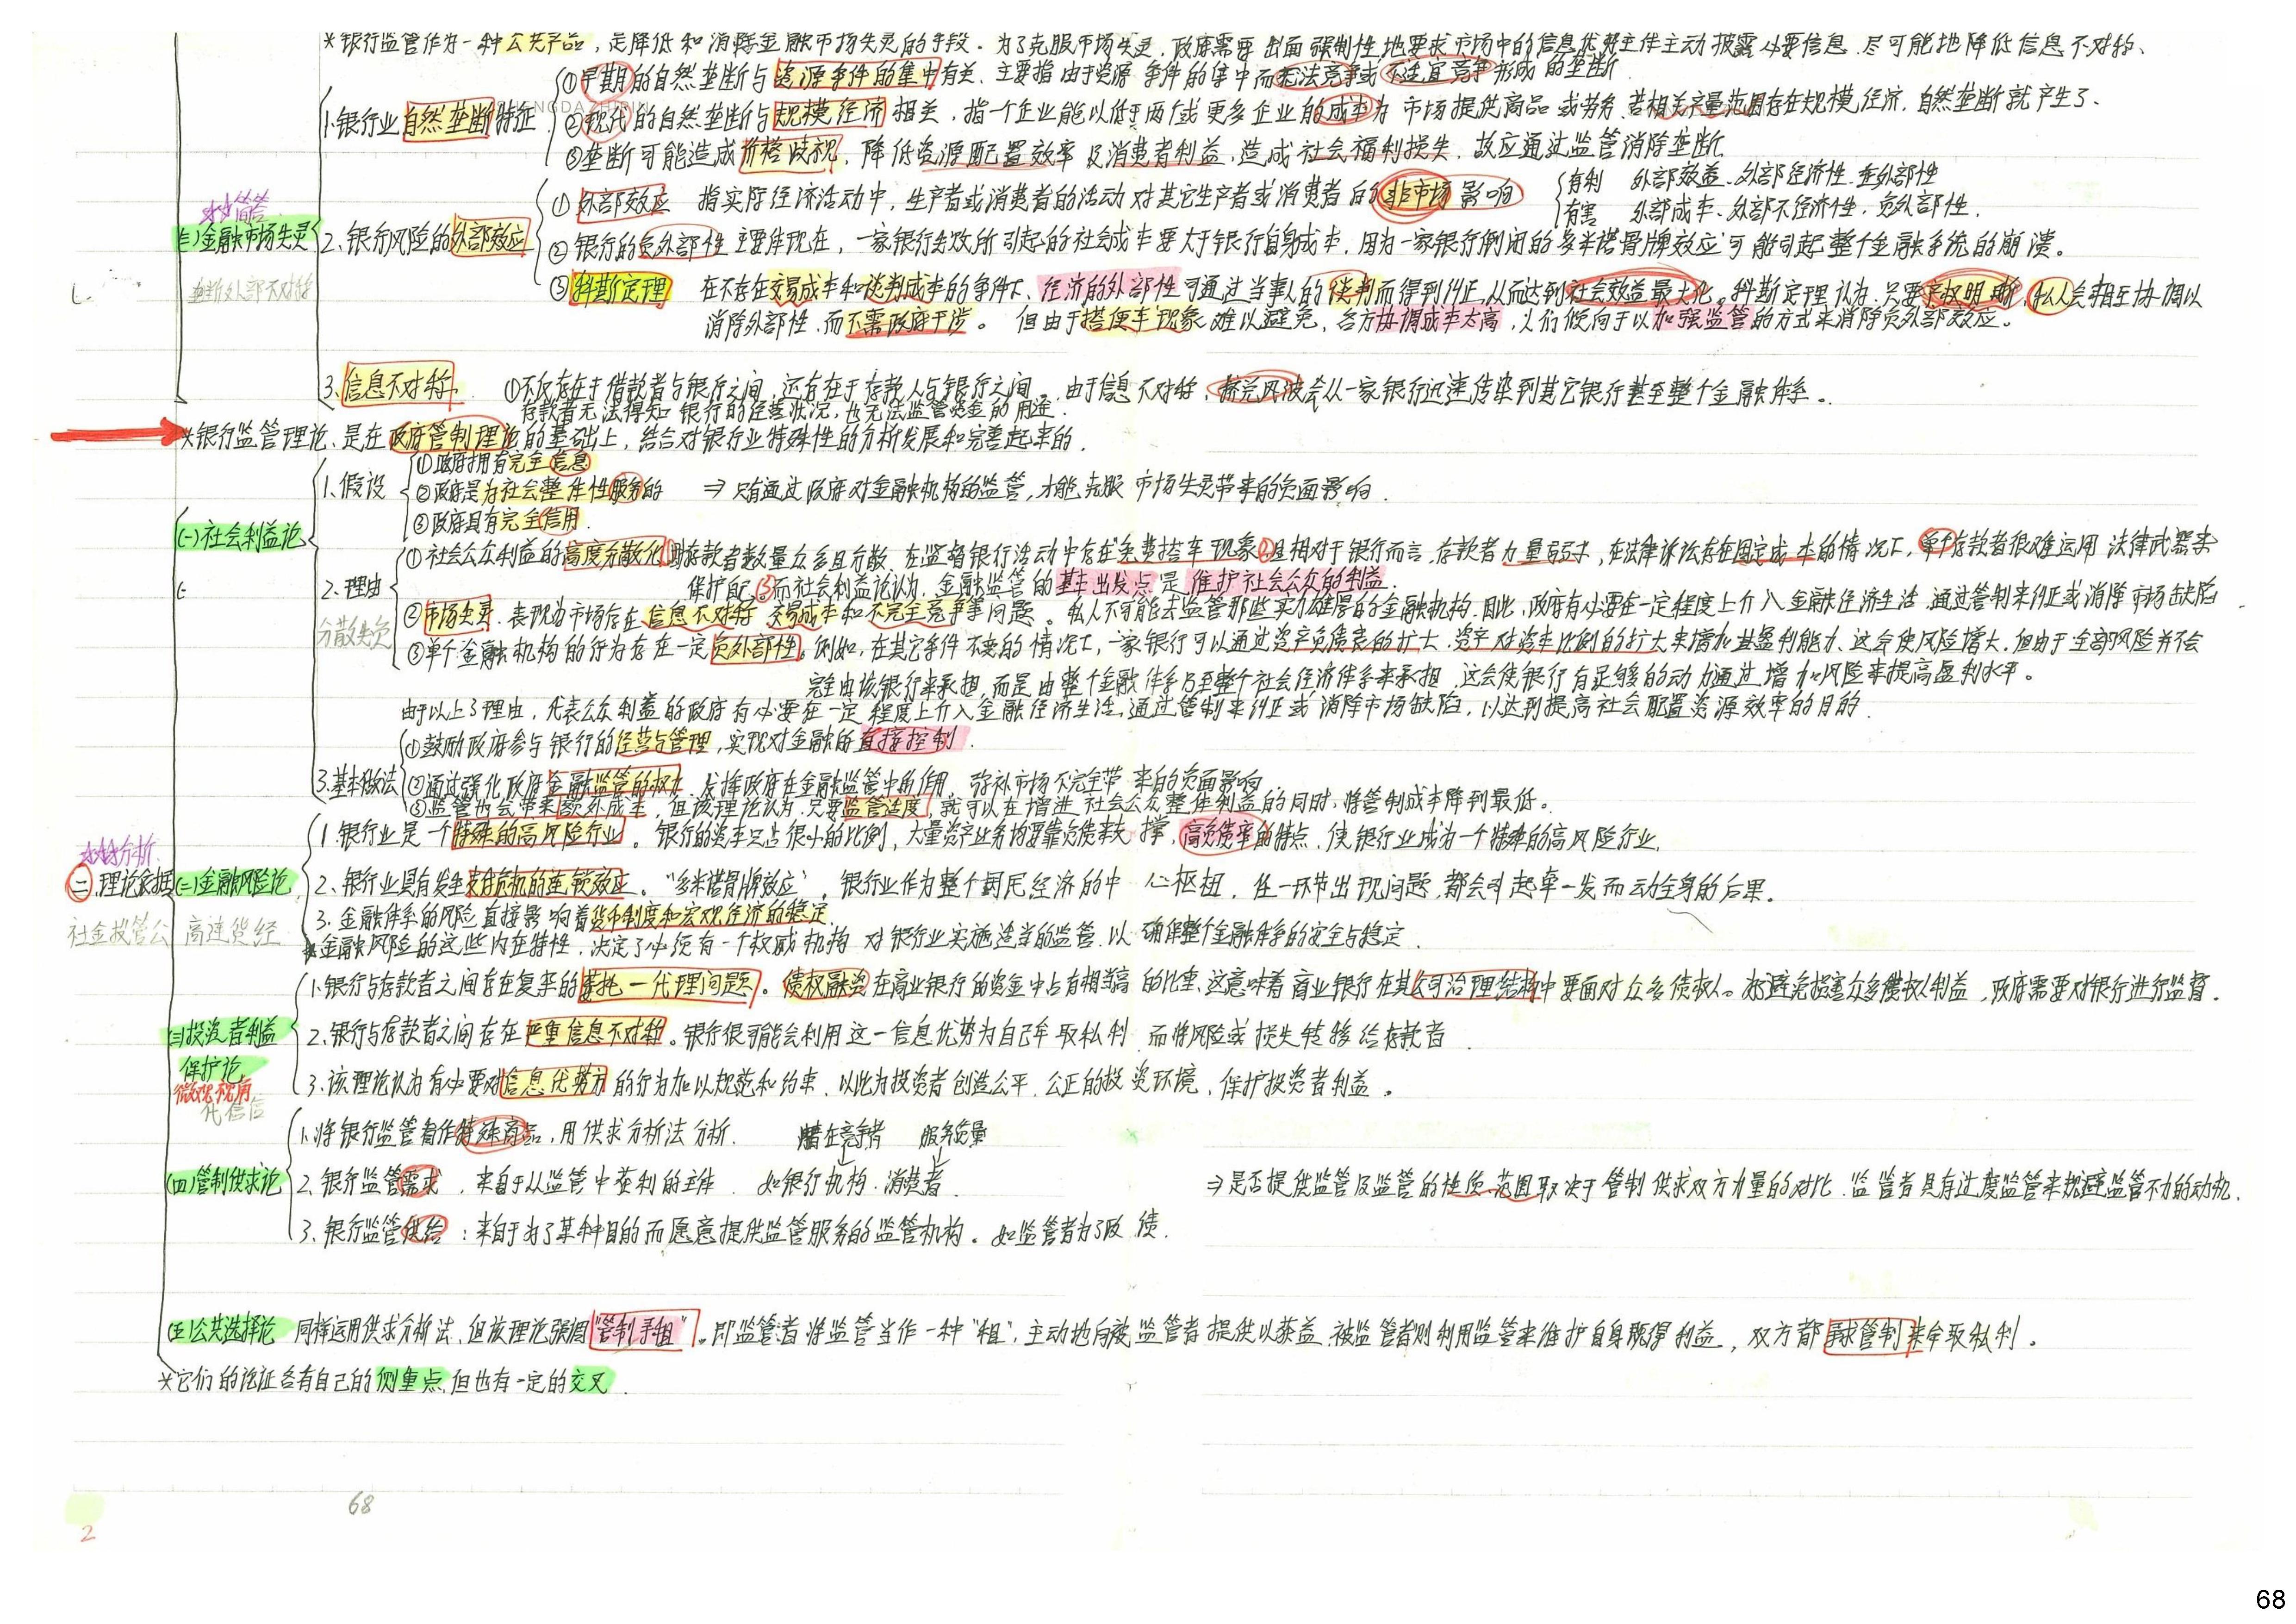 *银行监管作为一种公共产品，是降低和消除金融市场失灵的手段。为了克服市场失灵，政府需要出面强制性地要求市场中的信息优势主体主动披露必要信息，尽可能地降低信息不对称、
①早期的自然垄断与资源条件的集中有关、主要指由于资源条件的集中而无法竞争或不适宜竞争形成的垄断
1.银行业自然垄断特征
②现代的自然垄断与规模经济相关，指一个企业能以低于两个或更多企业的成本为市场提供商品或劳务，若相关产量范围存在规模经济，自然垄断就产生了、
③垄断可能造成价格歧视，降低资源配置效率及消费者利益，造成社会福利损失，故应通过监管消除垄断
简答
(三)金融市场失灵
垄断外部不对称
2.银行风险的外部效应
①外部效应 指实际经济活动中，生产者或消费者的活动对其它生产者或消费者的非市场影响
有利 外部效益、外部经济性、正外部性
有害 外部成本、外部不经济性，负外部性.
②银行的负外部性主要体现在，一家银行失败所引起的社会成本要大于银行自身成本，因为一家银行倒闭的多米诺骨牌效应可能引起整个金融系统的崩溃。
③科斯定理 在不存在交易成本和谈判成本的条件下，经济的外部性可通过当事人的谈判而得到纠正，从而达到社会效益最大化。科斯定理认为，只要产权明晰，私人会相互协调以
消除外部性，而不需政府干涉。但由于搭便车现象难以避免，各方协调成本太高，人们倾向于以加强监管的方式来消除负外部效应。
3.信息不对称 ①不仅存在于借款者与银行之间，还存在于存款人与银行之间。由于信息不对称，挤兑风波会从一家银行迅速传染到其它银行甚至整个金融体系。
存款者无法得知银行的经营状况，也无法监管资金的用途.
*银行监管理论、是在政府管制理论的基础上，结合对银行业特殊性的分析发展和完善起来的.
(一)社会利益论
1、假设
①政府拥有完全信息
②政府是为社会整体性服务的 ⇒只有通过政府对金融机构的监管，才能克服市场失灵带来的负面影响.
③政府具有完全信用.
2.理由
分散失负
①社会公众利益的高度分散化，即存款者数量众多且分散、在监督银行活动中存在免费搭车现象②且相对于银行而言，存款者力量弱小，在法律诉讼存在固定成本的情况下，单个存款者很难运用法律武器来
保护自己，③而社会利益论认为，金融监管的基本出发点是维护社会公众的利益.
②市场失灵，表现为市场存在信息不对称、交易成本和不完全竞争等问题。私人不可能去监管那些实力雄厚的金融机构，因此，政府有必要在一定程度上介入金融经济生活，通过管制来纠正或消除市场缺陷.
③单个金融机构的行为存在一定负外部性。例如，在其它条件不变的情况下，一家银行可以通过资产负债表的扩大、资产对资本比例的扩大来增加其盈利能力、这会使风险增大，但由于全部风险并不会
完全由该银行来承担，而是由整个金融体系乃至整个社会经济体系来承担，这会使银行有足够的动力通过增加风险来提高盈利水平。
由于以上3理由，代表公众利益的政府有必要在一定程度上介入金融经济生活，通过管制来纠正或消除市场缺陷，以达到提高社会配置资源效率的目的.
3.基本做法
①鼓励政府参与银行的经营与管理，实现对金融的直接控制.
②通过强化政府金融监管的权力，发挥政府在金融监管中的作用，弥补市场不完全带来的负面影响
③监管也会带来额外成本，但该理论认为，只要监管适度，就可以在增进社会公众整体利益的同时，将管制成本降到最低。
分析
二、理论依据
社金投管公
(二)金融风险论
高连货经
1.银行业是一个特殊的高风险行业。银行的资本只占很小的比例，大量资产业务均要靠负债来支撑，高负债率的特点，使银行业成为一个特殊的高风险行业.
2.银行业具有发生支付危机的连锁效应。“多米诺骨牌效应”，银行业作为整个国民经济的中心枢纽，任一环节出现问题，都会引起牵一发而动全身的后果。
3.金融体系的风险直接影响着货币制度和宏观经济的稳定.
*金融风险的这些内在特性，决定了必须有一个权威机构对银行业实施适当的监管，以确保整个金融体系的安全与稳定.
(三)投资者利益
保护论
微观视角
代信信
1.银行与存款者之间存在复杂的委托—代理问题。债权融资在商业银行的资金中占有相当高的比重，这意味着商业银行在其公司治理结构中要面对众多债权人。为避免损害众多债权人利益，政府需要对银行进行监督.
2.银行与存款者之间存在严重信息不对称。银行很可能会利用这一信息优势为自己牟取私利，而将风险或损失转移给存款者.
3.该理论认为有必要对信息优势方的行为加以规范和约束，以此为投资者创造公平、公正的投资环境，保护投资者利益。
(四)管制供求论
1.将银行监管看作特殊商品，用供求分析法分析. 潜在竞争者 服务质量
2.银行监管需求，来自于从监管中获利的主体，如银行机构、消费者. ⇒是否提供监管及监管的性质、范围取决于管制供求双方力量的对比，监管者具有过度监管来规避监管不力的动机.
3.银行监管供给：来自于为了某种目的而愿意提供监管服务的监管机构。如监管者为了政绩.
(五)公共选择论 同样运用供求分析法，但该理论强调“管制寻租”。即监管者将监管当作一种“租”，主动地向被监管者提供以获益，被监管者则利用监管来维护自身既得利益，双方都寻求管制来牟取私利。
*它们的论证各有自己的侧重点，但也有一定的交叉.
68
2
68